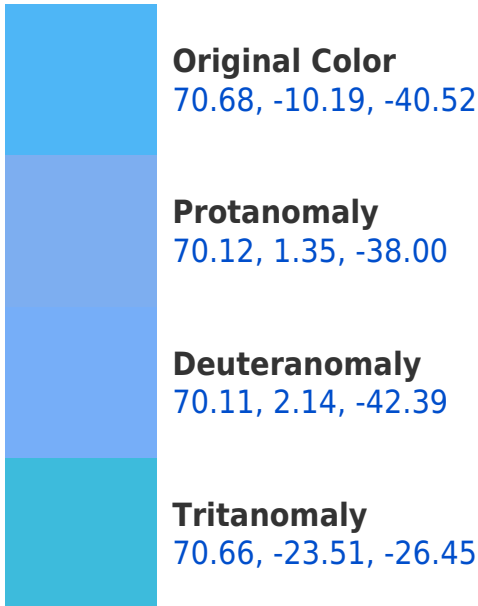 Original Color
70.68, -10.19, -40.52
Protanomaly
70.12, 1.35, -38.00
Deuteranomaly
70.11, 2.14, -42.39
Tritanomaly
70.66, -23.51, -26.45